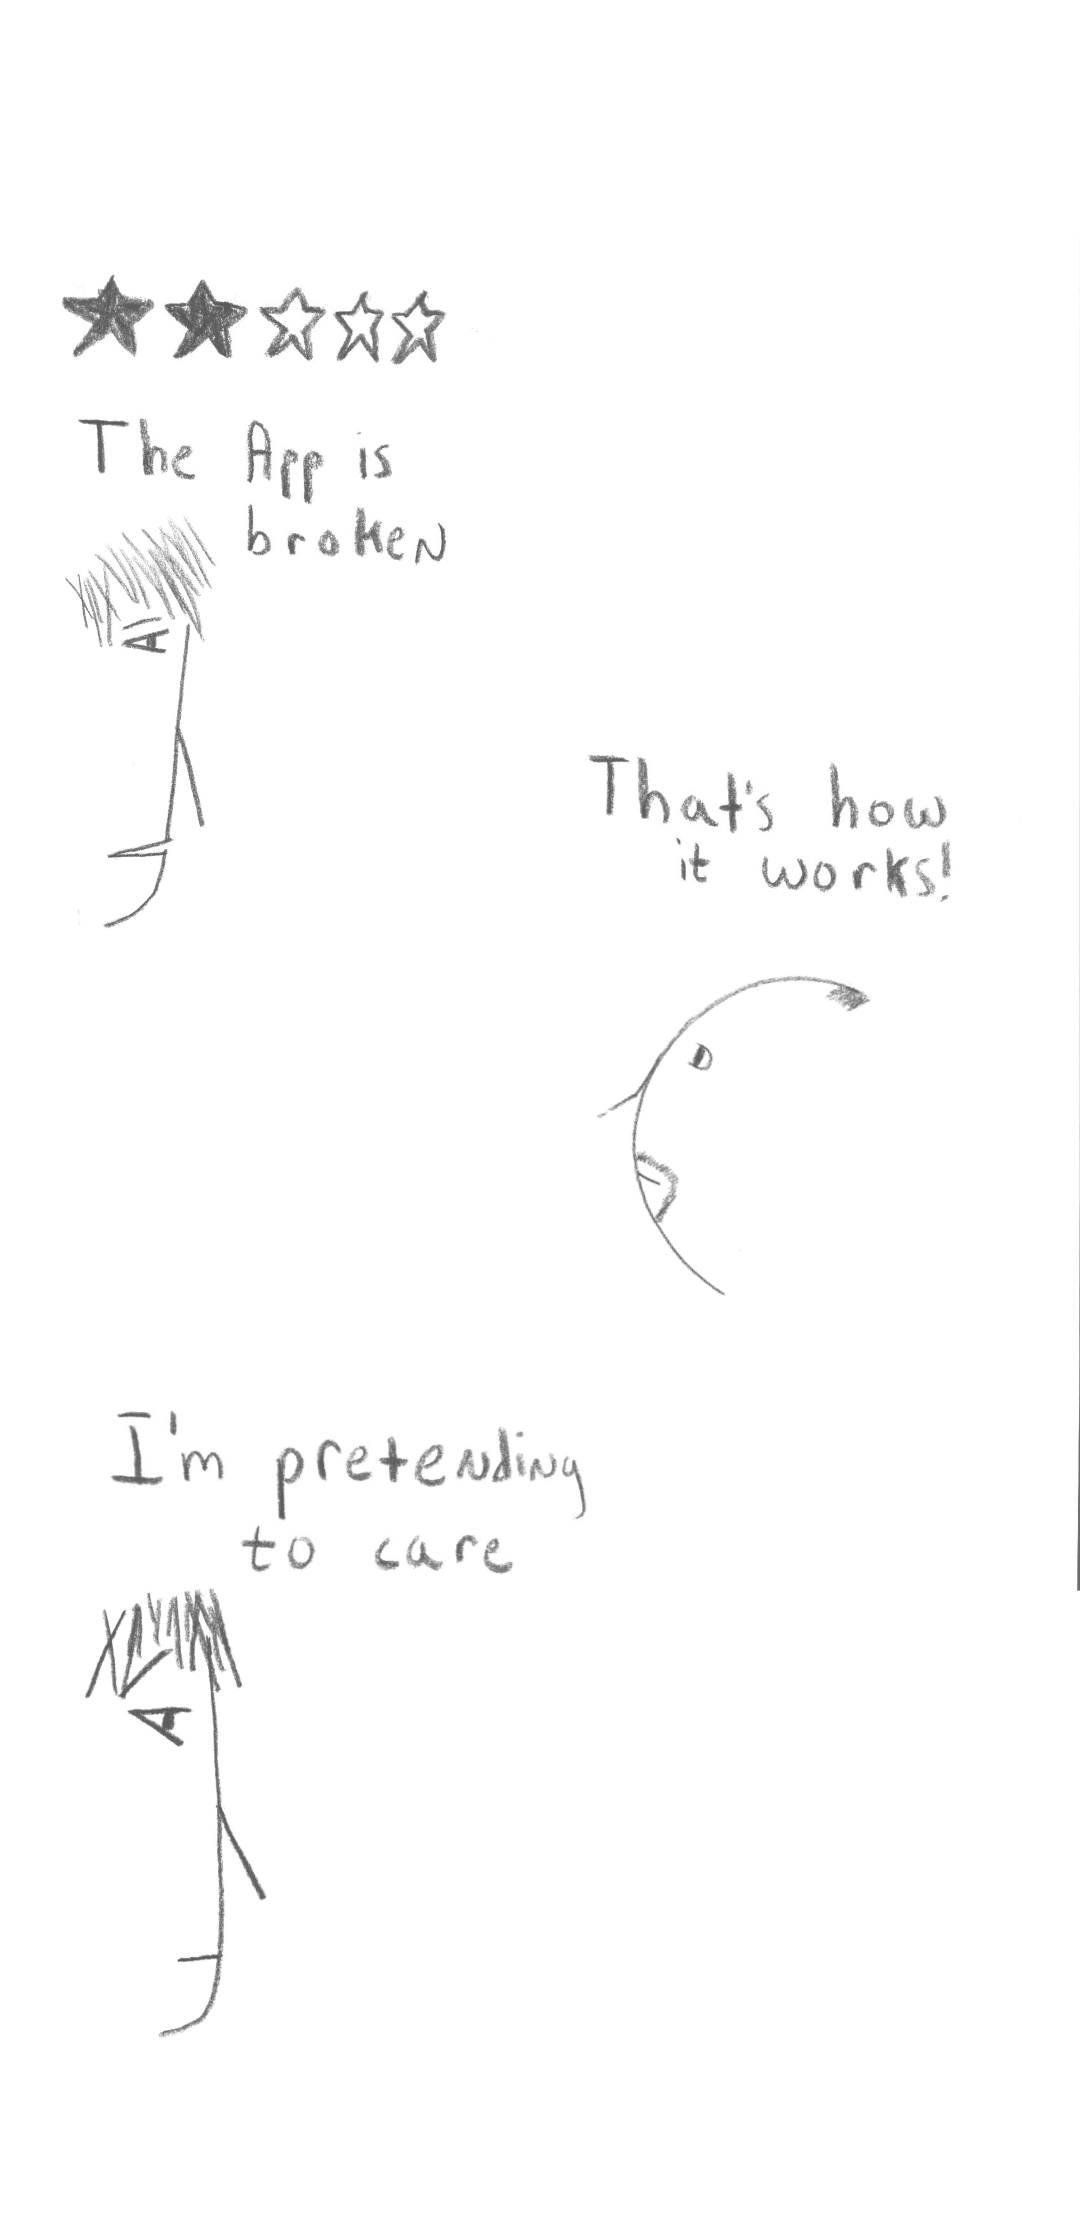 The App is
broken
That's how
it works!
I'm pretending
to care